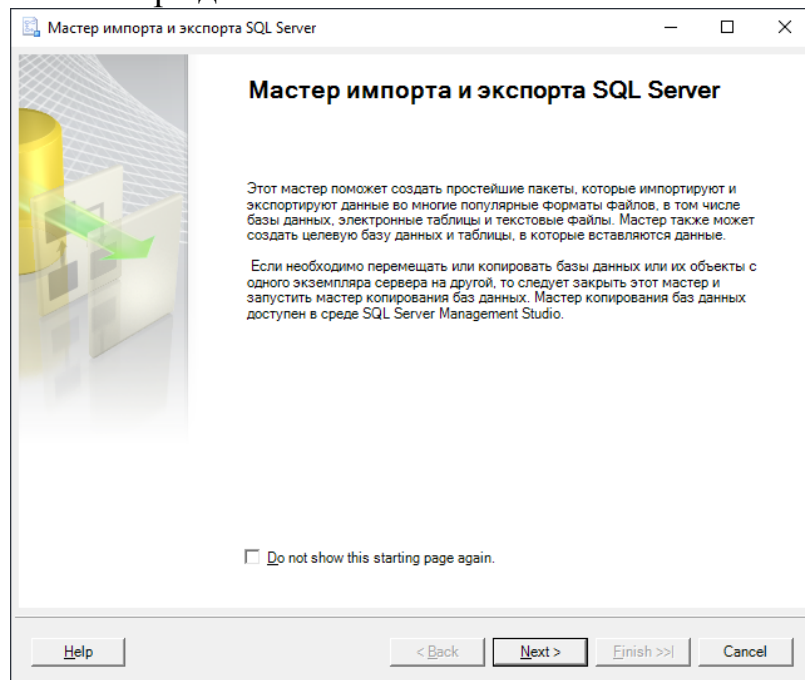 Мастер импорта и экспорта SQL Server
Мастер импорта и экспорта SQL Server
Этот мастер поможет создать простейшие пакеты, которые импортируют и
экспортируют данные во многие популярные форматы файлов, в том числе
базы данных, электронные таблицы и текстовые файлы. Мастер также может
создать целевую базу данных и таблицы, в которые вставляются данные.
Если необходимо перемещать или копировать базы данных или их объекты с
одного экземпляра сервера на другой, то следует закрыть этот мастер и
запустить мастер копирования баз данных. Мастер копирования баз данных
доступен в среде SQL Server Management Studio.
Do not show this starting page again.
Help < Back Next > Finish >>| Cancel